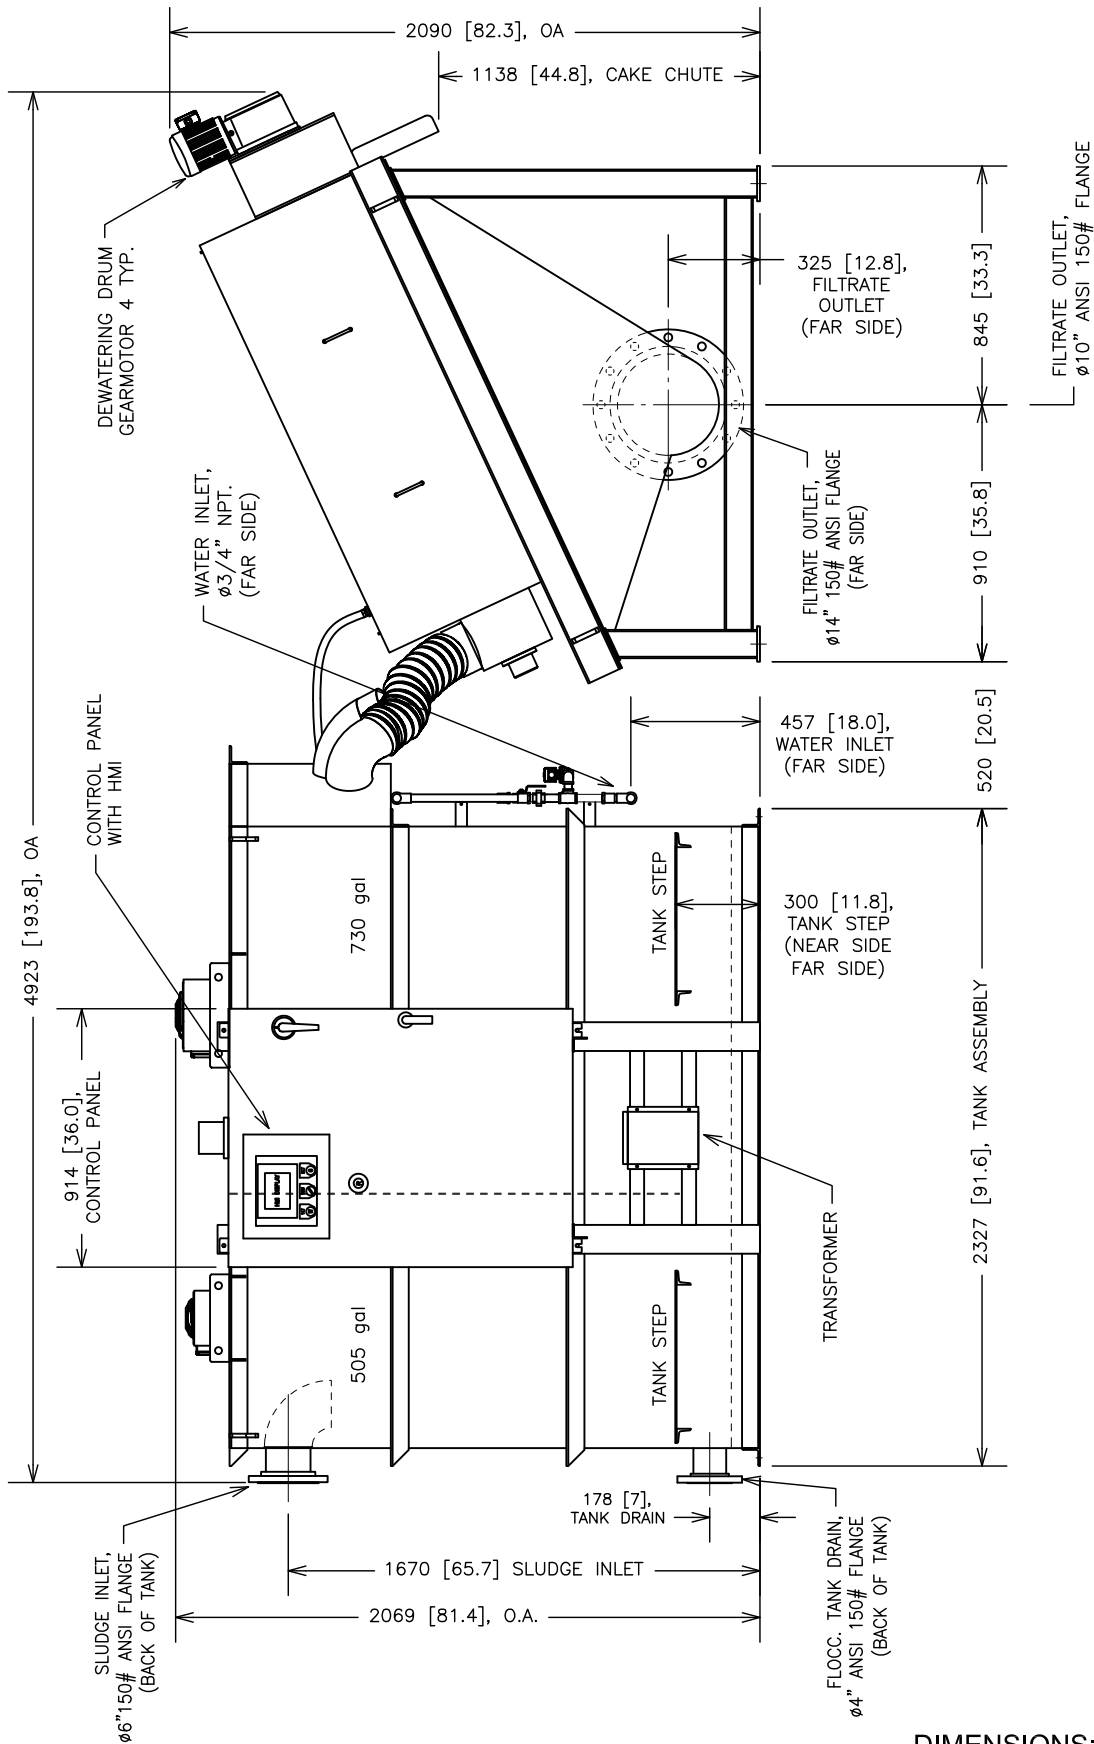 2090 [82.3], OA
1138 [44.8], CAKE CHUTE
4923 [193.8], OA
DEWATERING DRUM
GEARMOTOR 4 TYP.
325 [12.8],
FILTRATE
OUTLET
(FAR SIDE)
845 [33.3]
FILTRATE OUTLET,
ø10" ANSI 150# FLANGE
WATER INLET,
ø3/4" NPT.
(FAR SIDE)
FILTRATE OUTLET,
ø14" 150# ANSI FLANGE
(FAR SIDE)
910 [35.8]
CONTROL PANEL
WITH HMI
457 [18.0],
WATER INLET
(FAR SIDE)
520 [20.5]
730 gal
TANK STEP
300 [11.8],
TANK STEP
(NEAR SIDE
FAR SIDE)
914 [36.0],
CONTROL PANEL
HMI DISPLAY
2327 [91.6], TANK ASSEMBLY
TRANSFORMER
505 gal
TANK STEP
178 [7],
TANK DRAIN
1670 [65.7] SLUDGE INLET
2069 [81.4], O.A.
SLUDGE INLET,
ø6"150# ANSI FLANGE
(BACK OF TANK)
FLOCC. TANK DRAIN,
ø4" ANSI 150# FLANGE
(BACK OF TANK)
DIMENSIONS: